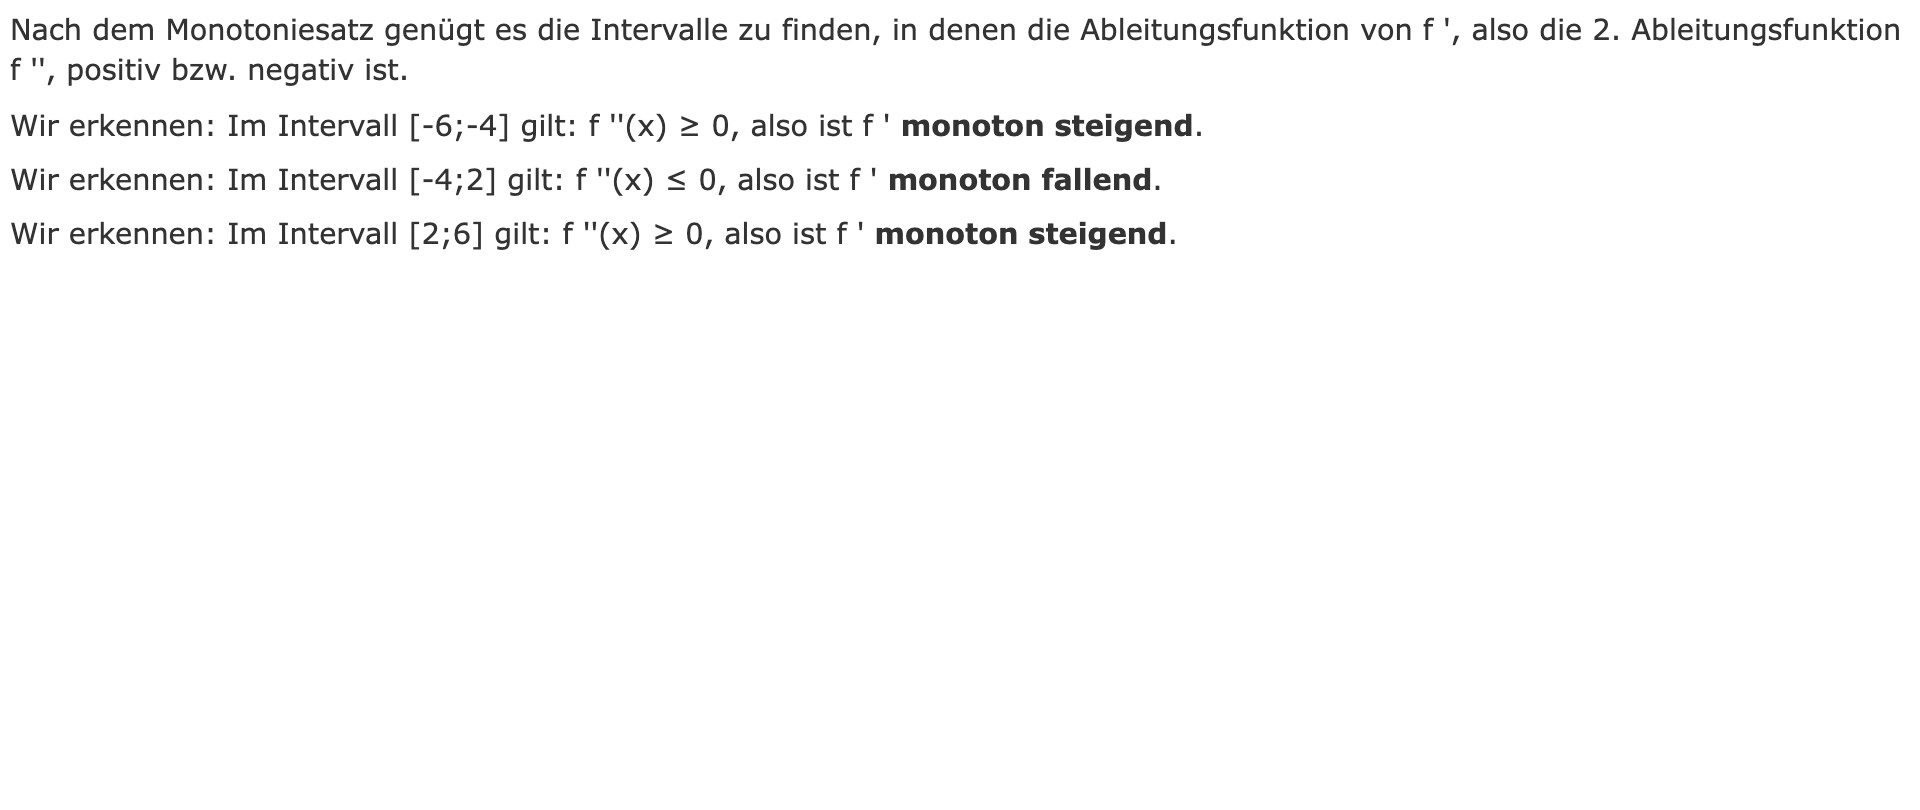 Nach dem Monotoniesatz genügt es die Intervalle zu finden, in denen die Ableitungsfunktion von f ', also die 2. Ableitungsfunktion
f '', positiv bzw. negativ ist.
Wir erkennen: Im Intervall [-6;-4] gilt: f ''(x) ≥ 0, also ist f ' monoton steigend.
Wir erkennen: Im Intervall [-4;2] gilt: f ''(x) ≤ 0, also ist f ' monoton fallend.
Wir erkennen: Im Intervall [2;6] gilt: f ''(x) ≥ 0, also ist f ' monoton steigend.